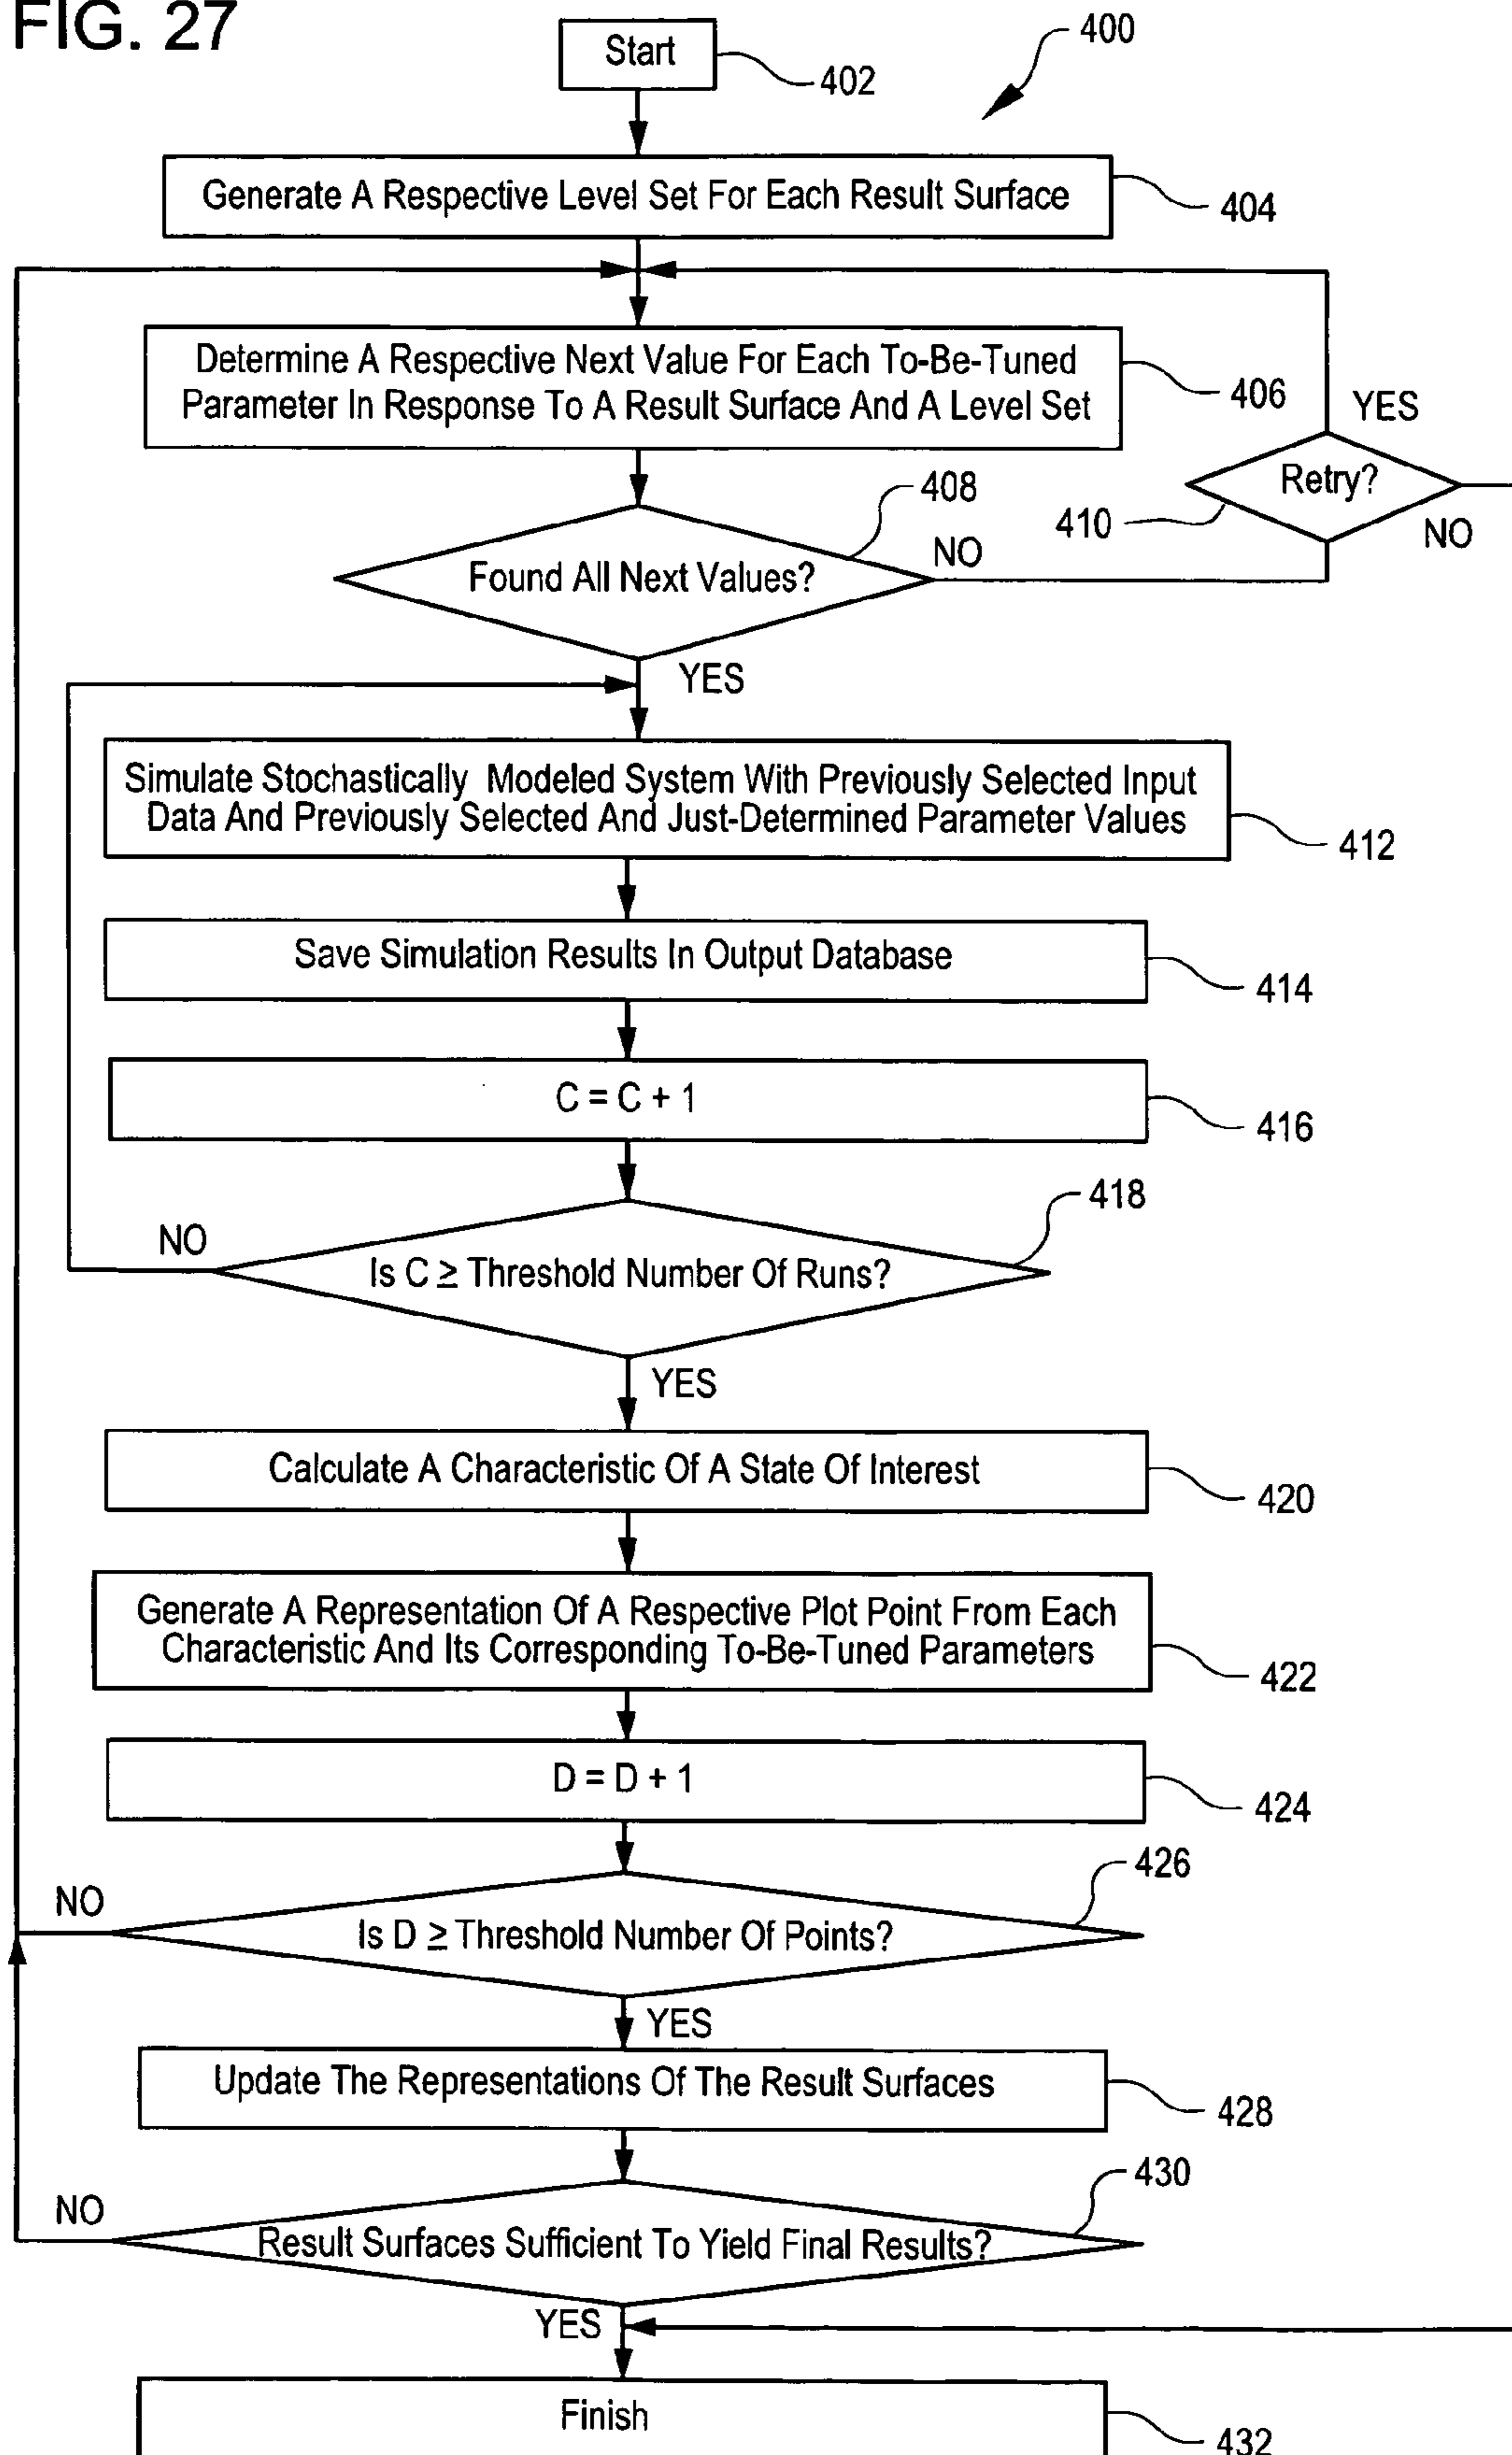 FIG. 27
400
Start
402
Generate A Respective Level Set For Each Result Surface
404
Determine A Respective Next Value For Each To-Be-Tuned
Parameter In Response To A Result Surface And A Level Set
406
YES
Retry?
410
NO
408
Found All Next Values?
NO
YES
Simulate Stochastically Modeled System With Previously Selected Input
Data And Previously Selected And Just-Determined Parameter Values
412
Save Simulation Results In Output Database
414
C = C + 1
416
418
NO
Is C ≥ Threshold Number Of Runs?
YES
Calculate A Characteristic Of A State Of Interest
420
Generate A Representation Of A Respective Plot Point From Each
Characteristic And Its Corresponding To-Be-Tuned Parameters
422
D = D + 1
424
426
NO
Is D ≥ Threshold Number Of Points?
YES
Update The Representations Of The Result Surfaces
428
430
NO
Result Surfaces Sufficient To Yield Final Results?
YES
Finish
432